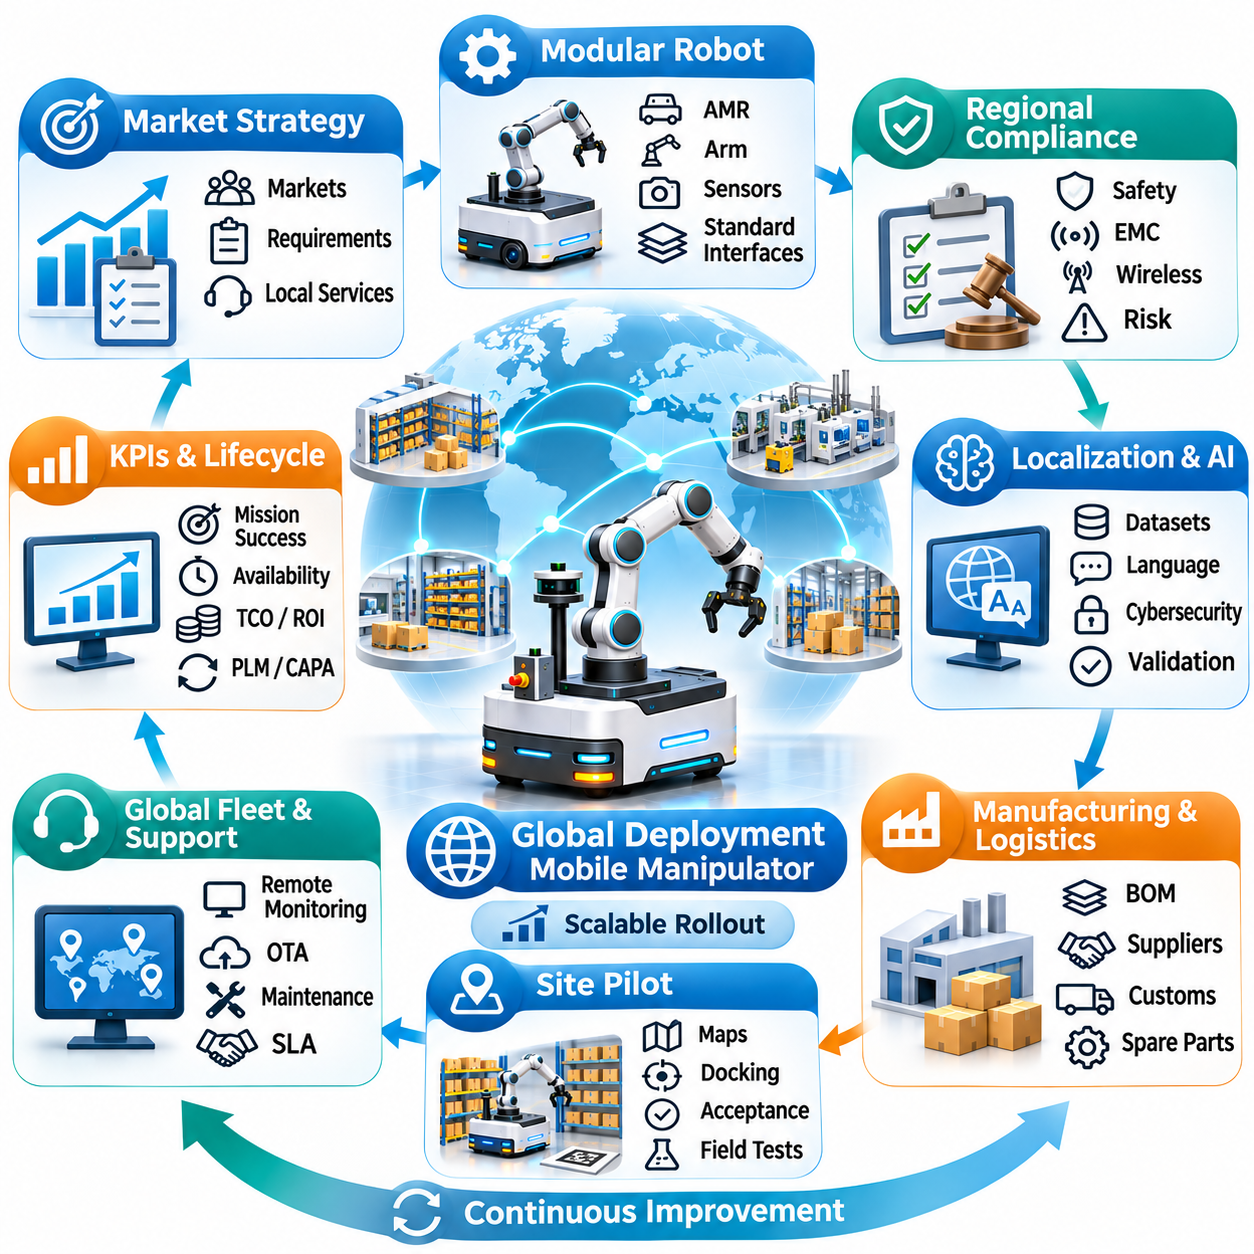 Modular Robot
AMR
Arm
Sensors
Standard
Interfaces
Market Strategy
Markets
Requirements
Local Services
Regional
Compliance
Safety
EMC
Wireless
Risk
KPIs & Lifecycle
Mission
Success
Availability
TCO / ROI
PLM / CAPA
Localization & AI
Datasets
Language
Cybersecurity
Validation
A A
Global Fleet &
Support
Remote
Monitoring
OTA
Maintenance
SLA
Global Deployment
Mobile Manipulator
Scalable Rollout
Manufacturing &
Logistics
BOM
Suppliers
Customs
Spare Parts
Site Pilot
Maps
Docking
Acceptance
Field Tests
Continuous Improvement